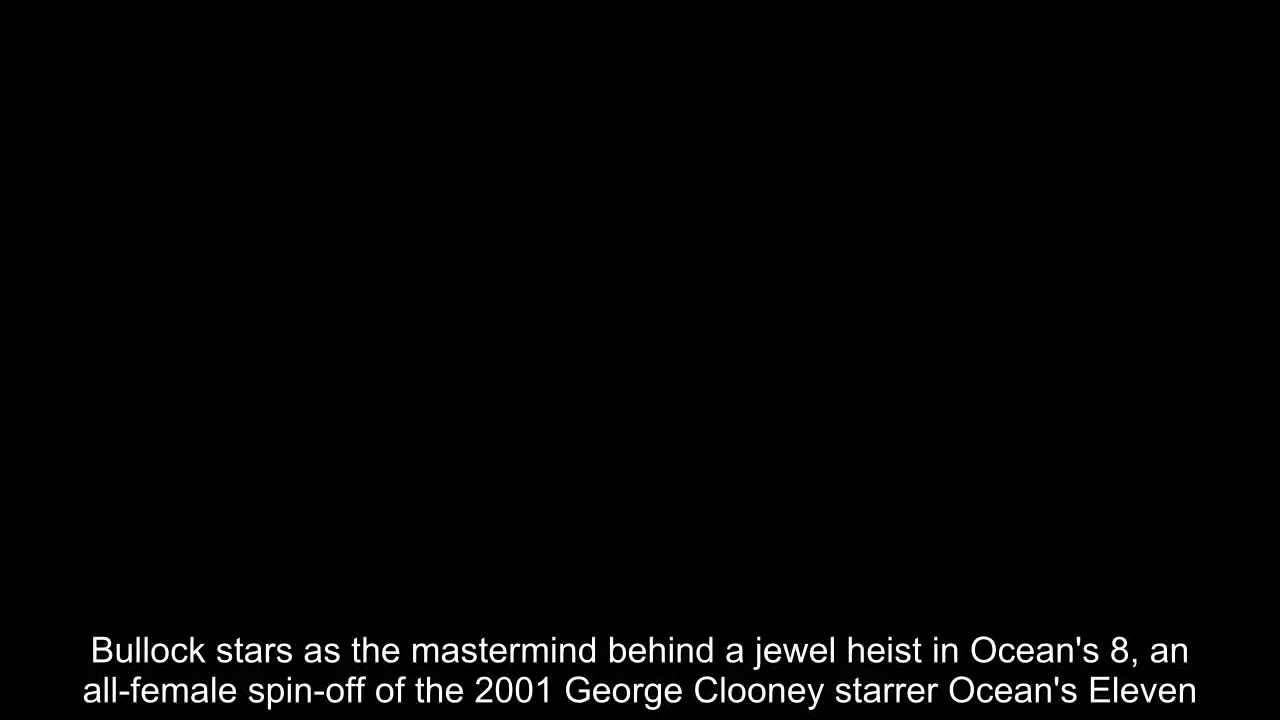 Bullock stars as the mastermind behind a jewel heist in Ocean's 8, an
all-female spin-off of the 2001 George Clooney starrer Ocean's Eleven